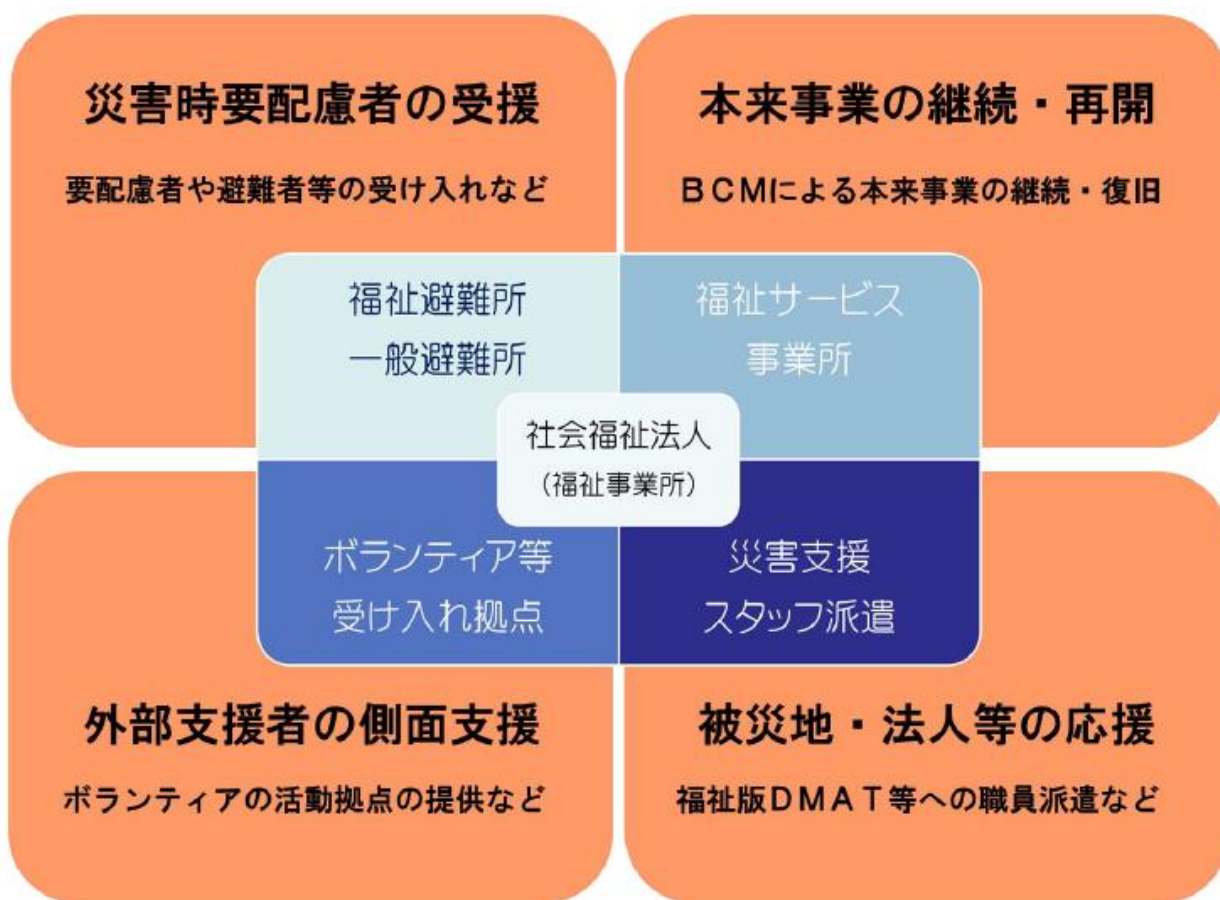 災害時要配慮者の受援
要配慮者や避難者等の受け入れなど
本来事業の継続・再開
ＢＣＭによる本来事業の継続・復旧
福祉避難所
一般避難所
福祉サービス
事業所
社会福祉法人
（福祉事業所）
ボランティア等
受け入れ拠点
災害支援
スタッフ派遣
外部支援者の側面支援
ボランティアの活動拠点の提供など
被災地・法人等の応援
福祉版ＤＭＡＴ等への職員派遣など